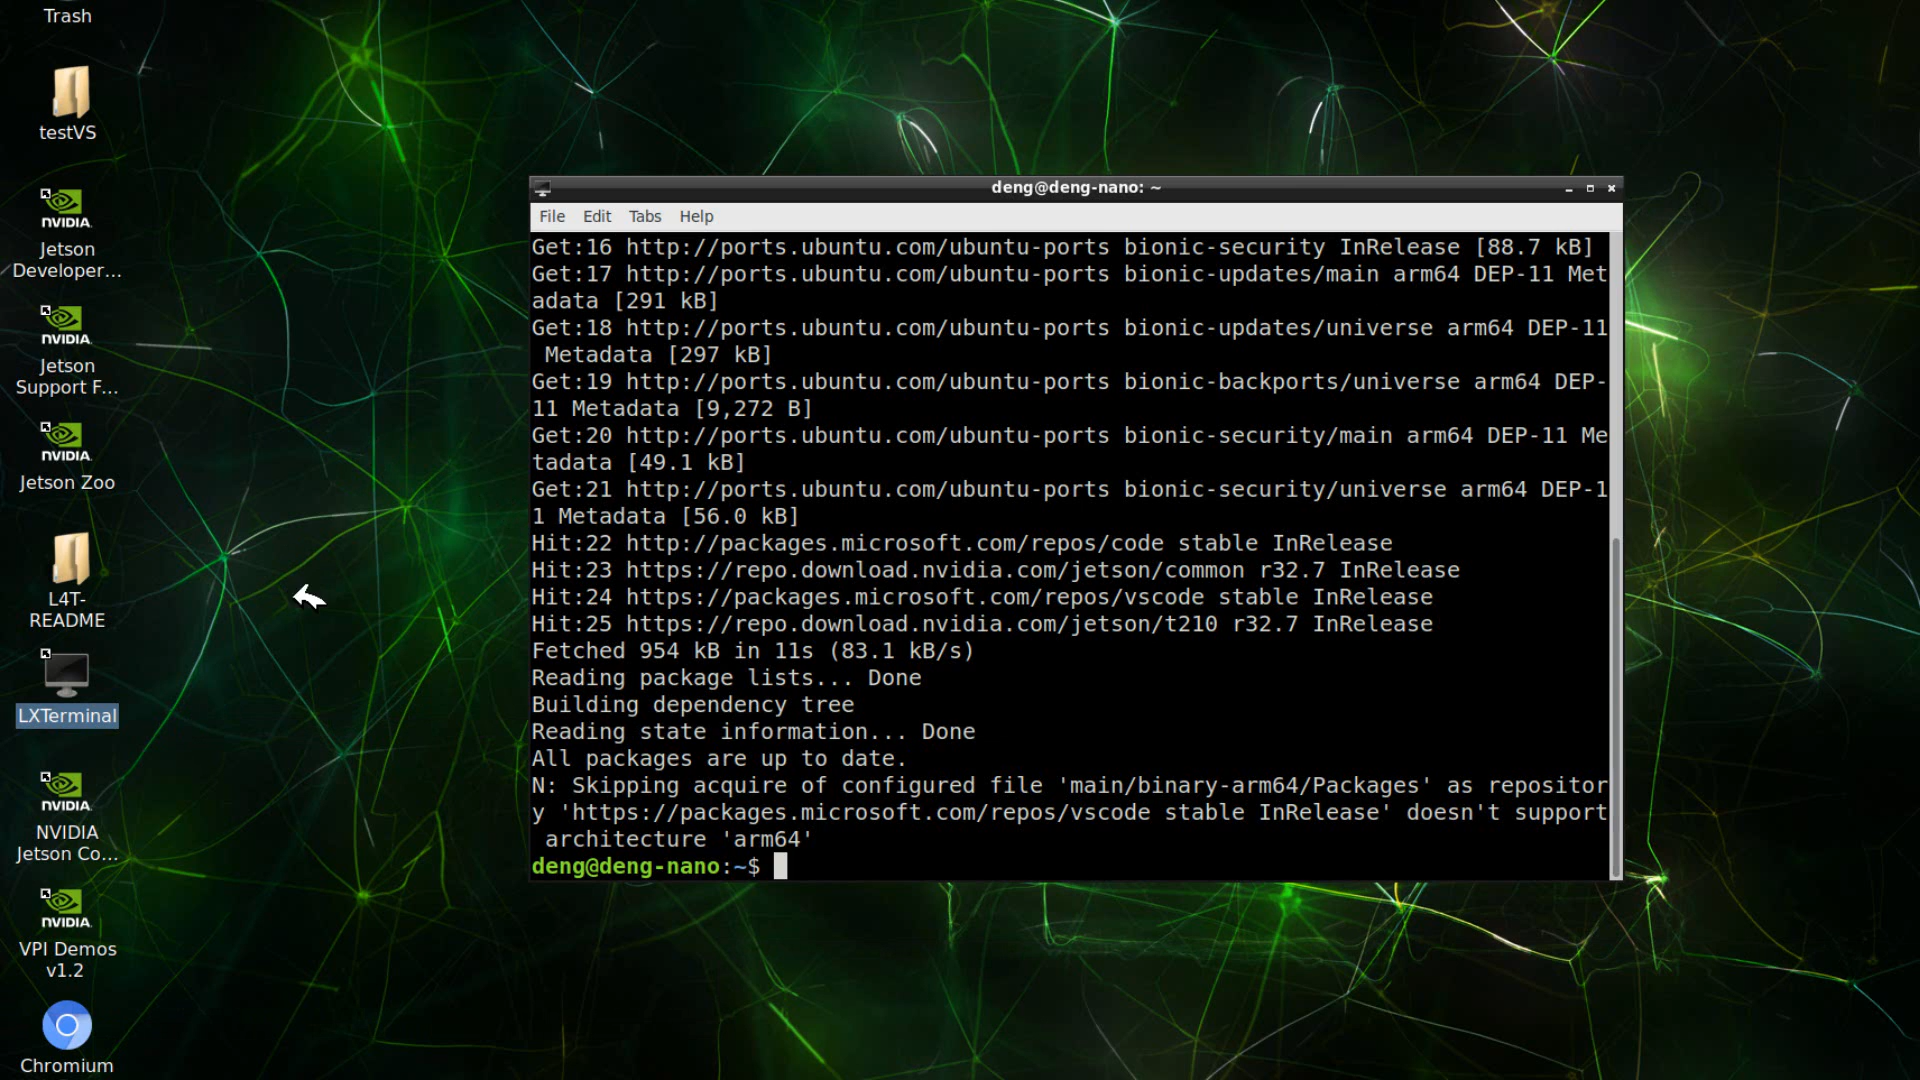 Trash
testVS
NVIDIA.
Jetson
Developer...
NVIDIA.
Jetson
Support F...
NVIDIA.
Jetson Zoo
L4T-
README
LXTerminal
NVIDIA.
NVIDIA
Jetson Co...
NVIDIA.
VPI Demos
v1.2
Chromium
deng@deng-nano: ~
File Edit Tabs Help
Get:16 http://ports.ubuntu.com/ubuntu-ports bionic-security InRelease [88.7 kB]
Get:17 http://ports.ubuntu.com/ubuntu-ports bionic-updates/main arm64 DEP-11 Met
adata [291 kB]
Get:18 http://ports.ubuntu.com/ubuntu-ports bionic-updates/universe arm64 DEP-11
 Metadata [297 kB]
Get:19 http://ports.ubuntu.com/ubuntu-ports bionic-backports/universe arm64 DEP-
11 Metadata [9,272 B]
Get:20 http://ports.ubuntu.com/ubuntu-ports bionic-security/main arm64 DEP-11 Me
tadata [49.1 kB]
Get:21 http://ports.ubuntu.com/ubuntu-ports bionic-security/universe arm64 DEP-1
1 Metadata [56.0 kB]
Hit:22 http://packages.microsoft.com/repos/code stable InRelease
Hit:23 https://repo.download.nvidia.com/jetson/common r32.7 InRelease
Hit:24 https://packages.microsoft.com/repos/vscode stable InRelease
Hit:25 https://repo.download.nvidia.com/jetson/t210 r32.7 InRelease
Fetched 954 kB in 11s (83.1 kB/s)
Reading package lists... Done
Building dependency tree
Reading state information... Done
All packages are up to date.
N: Skipping acquire of configured file 'main/binary-arm64/Packages' as repositor
y 'https://packages.microsoft.com/repos/vscode stable InRelease' doesn't support
 architecture 'arm64'
deng@deng-nano:~$